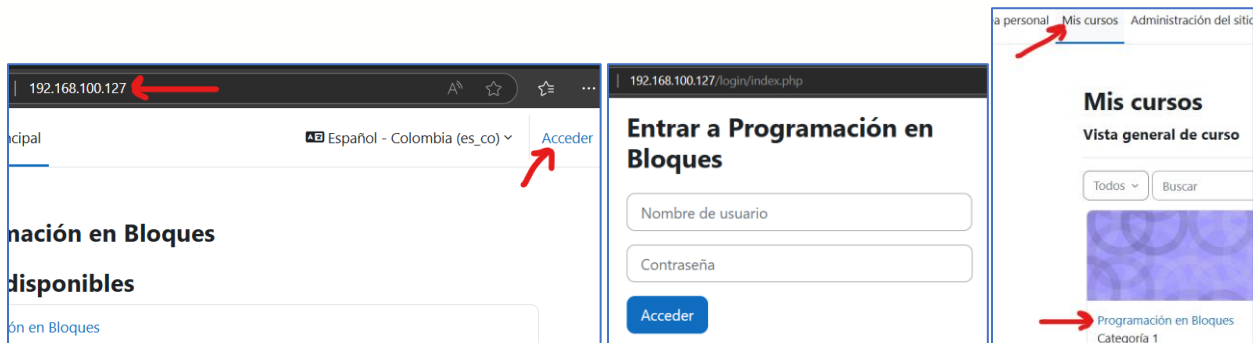 192.168.100.127
cipal
Español - Colombia (es_co)
Acceder
mación en Bloques
disponibles
ón en Bloques
192.168.100.127/login/index.php
Entrar a Programación en
Bloques
Nombre de usuario
Contraseña
Acceder
a personal Mis cursos Administración del sitio
Mis cursos
Vista general de curso
Todos
Buscar
Programación en Bloques
Categoría 1